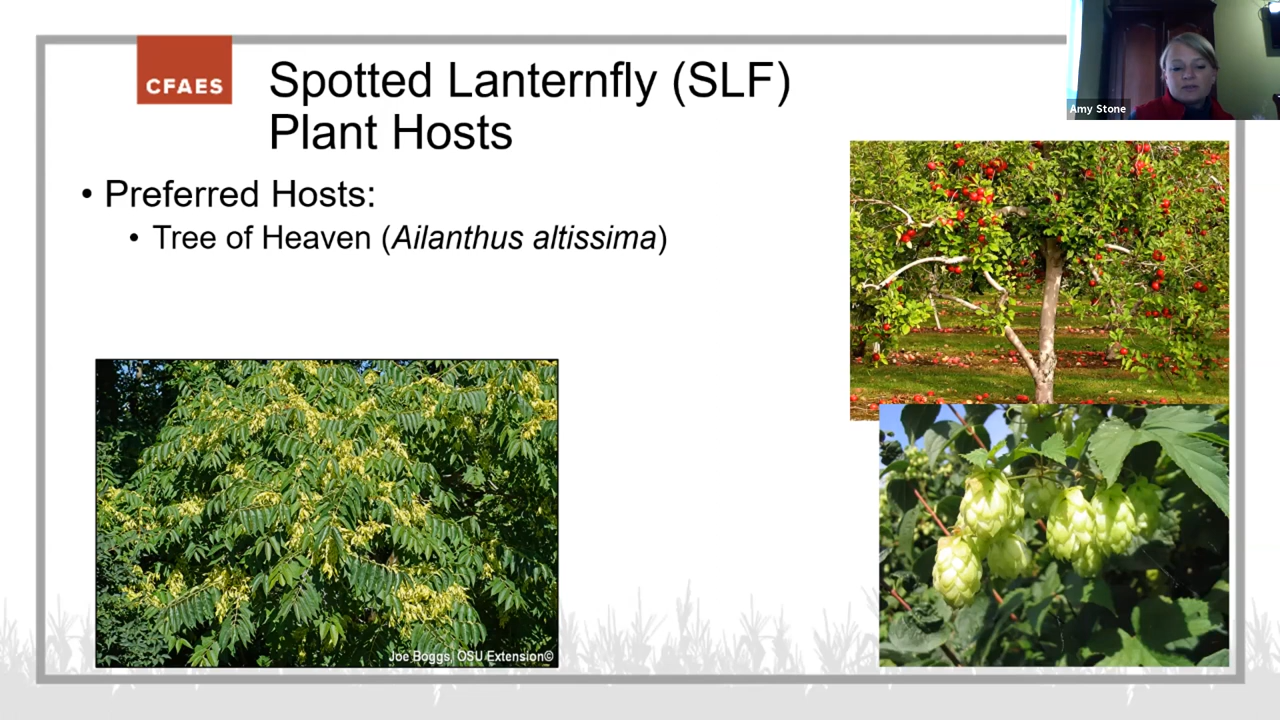 CFAES
Spotted Lanternfly (SLF)
Plant Hosts
Amy Stone
• Preferred Hosts:
• Tree of Heaven (Ailanthus altissima)
Joe Boggs, OSU Extension©